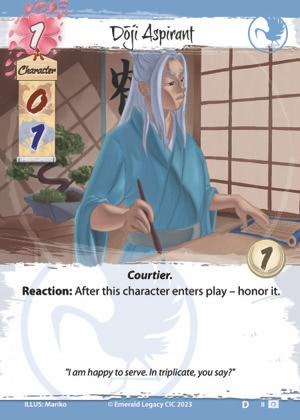 1
Dōji Aspirant
Character
0
1
1
Courtier.
Reaction: After this character enters play – honor it.
"I am happy to serve. In triplicate, you say?"
ILLUS: Mariko
© Emerald Legacy CIC 2023
D